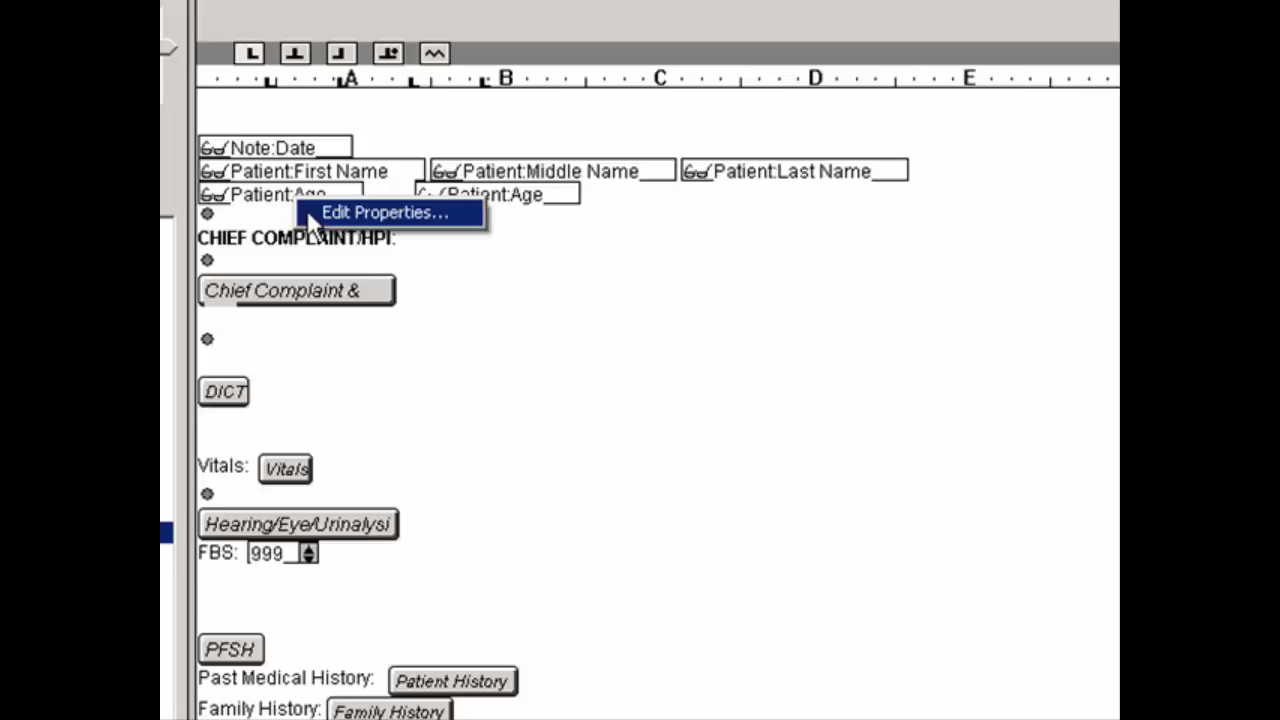 A B C D E
Note:Date
Patient:First Name Patient:Middle Name Patient:Last Name
Patient:Age Patient:Age
Edit Properties...
CHIEF COMPLAINT/HPI:
Chief Complaint &
DICT
Vitals: Vitals
Hearing/Eye/Urinalysi
FBS: 999
PFSH
Past Medical History: Patient History
Family History: Family History